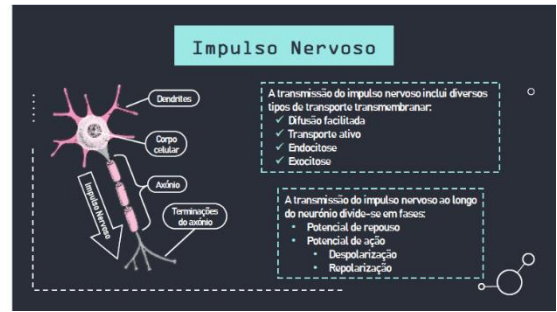 Impulso Nervoso
Dendrites
Corpo
celular
Axónio
Terminações
do axónio
Impulso Nervoso
A transmissão do impulso nervoso inclui diversos
tipos de transporte transmembranar:
✓ Difusão facilitada
✓ Transporte ativo
✓ Endocitose
✓ Exocitose
A transmissão do impulso nervoso ao longo
do neurónio divide-se em fases:
• Potencial de repouso
• Potencial de ação
• Despolarização
• Repolarização